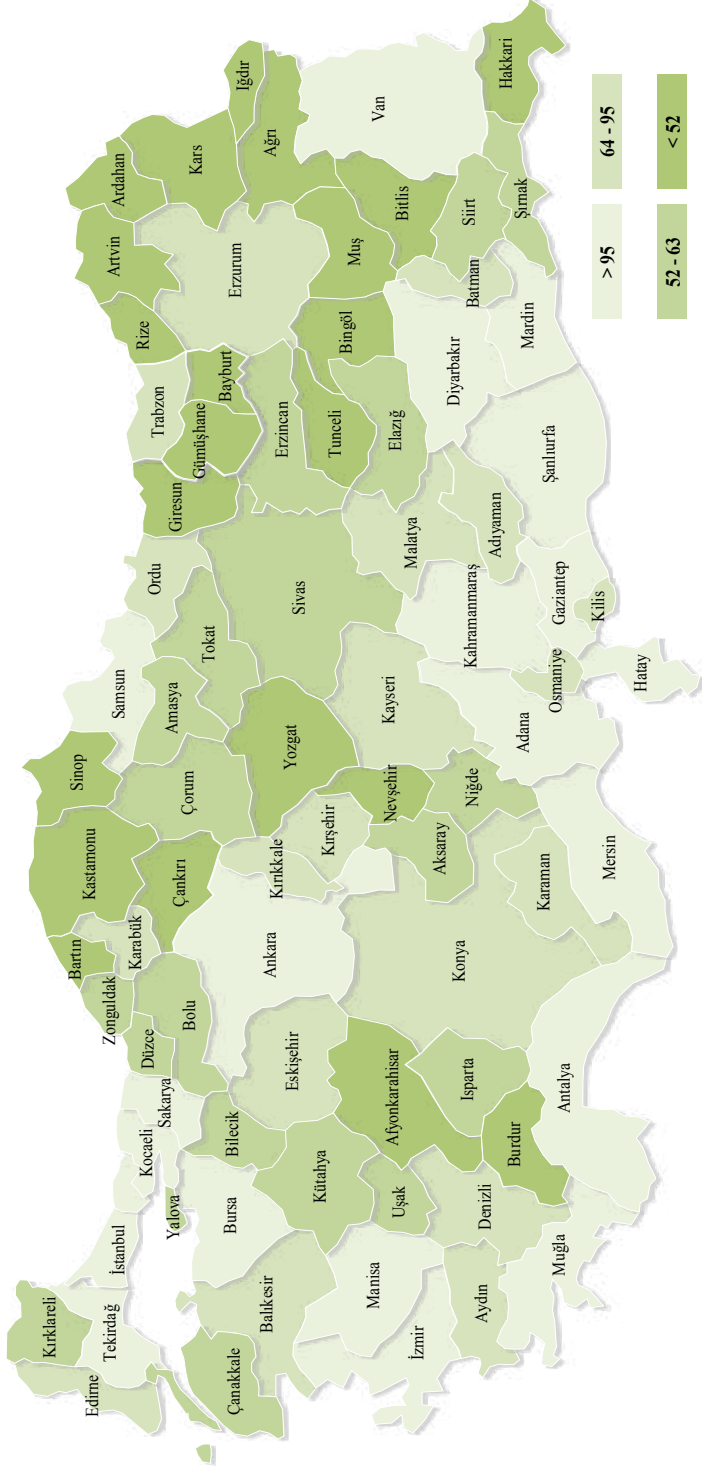 Kırklareli
Edirne
Tekirdağ
İstanbul
Çanakkale
Yalova
Kocaeli
Sakarya
Düzce
Zonguldak
Bartın
Karabük
Kastamonu
Sinop
Samsun
Ordu
Giresun
Trabzon
Rize
Artvin
Ardahan
Balıkesir
Bursa
Bilecik
Bolu
Çankırı
Çorum
Amasya
Tokat
Gümüşhane
Bayburt
Kars
Iğdır
Kütahya
Eskişehir
Ankara
Kırıkkale
Yozgat
Sivas
Erzincan
Erzurum
Ağrı
Manisa
Uşak
Afyonkarahisar
Kırşehir
Nevşehir
Kayseri
Malatya
Tunceli
Elazığ
Bingöl
Muş
Bitlis
Van
İzmir
Aydın
Denizli
Isparta
Burdur
Konya
Aksaray
Niğde
Kahramanmaraş
Adıyaman
Diyarbakır
Batman
Siirt
Şırnak
Hakkari
Muğla
Antalya
Karaman
Mersin
Adana
Osmaniye
Gaziantep
Kilis
Şanlıurfa
Mardin
Hatay
> 95
64 - 95
52 - 63
< 52